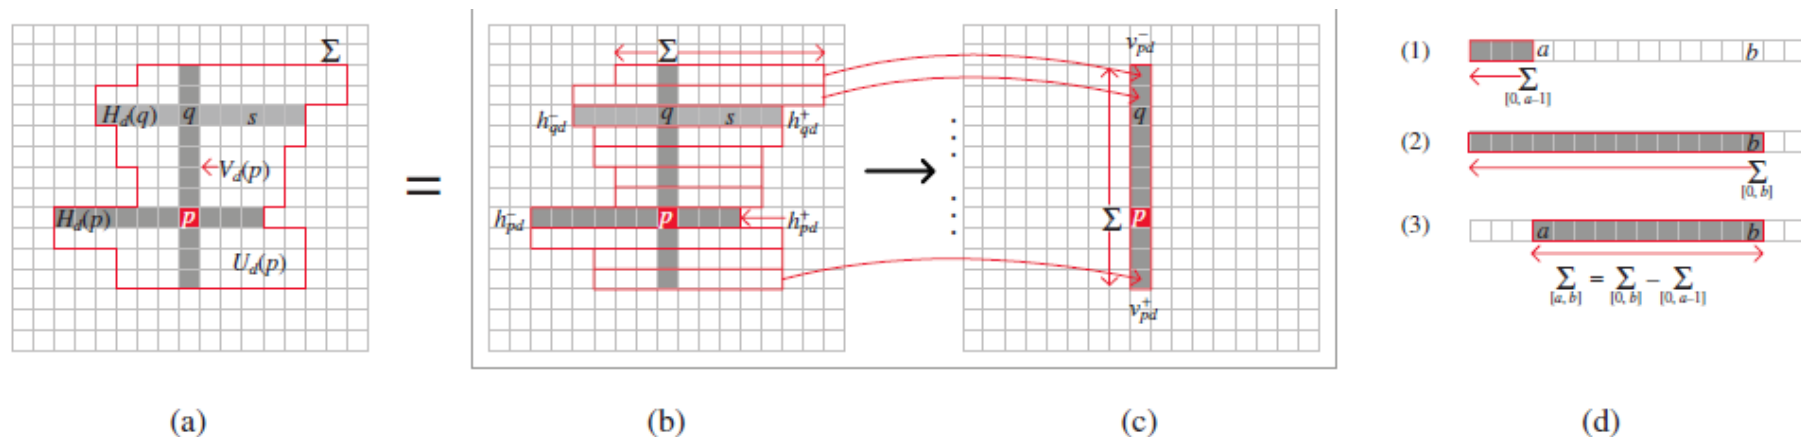 Σ
H_d(q) q s
V_d(p)
H_d(p) p
U_d(p)
(a)
=
Σ
h⁻_qd q s h⁺_qd
h⁻_pd p h⁺_pd
(b)
v⁻_pd
q
Σ p
v⁺_pd
(c)
(1) a b
Σ
[0, a–1]
(2) b
Σ
[0, b]
(3) a b
Σ = Σ – Σ
[a, b] [0, b] [0, a–1]
(d)